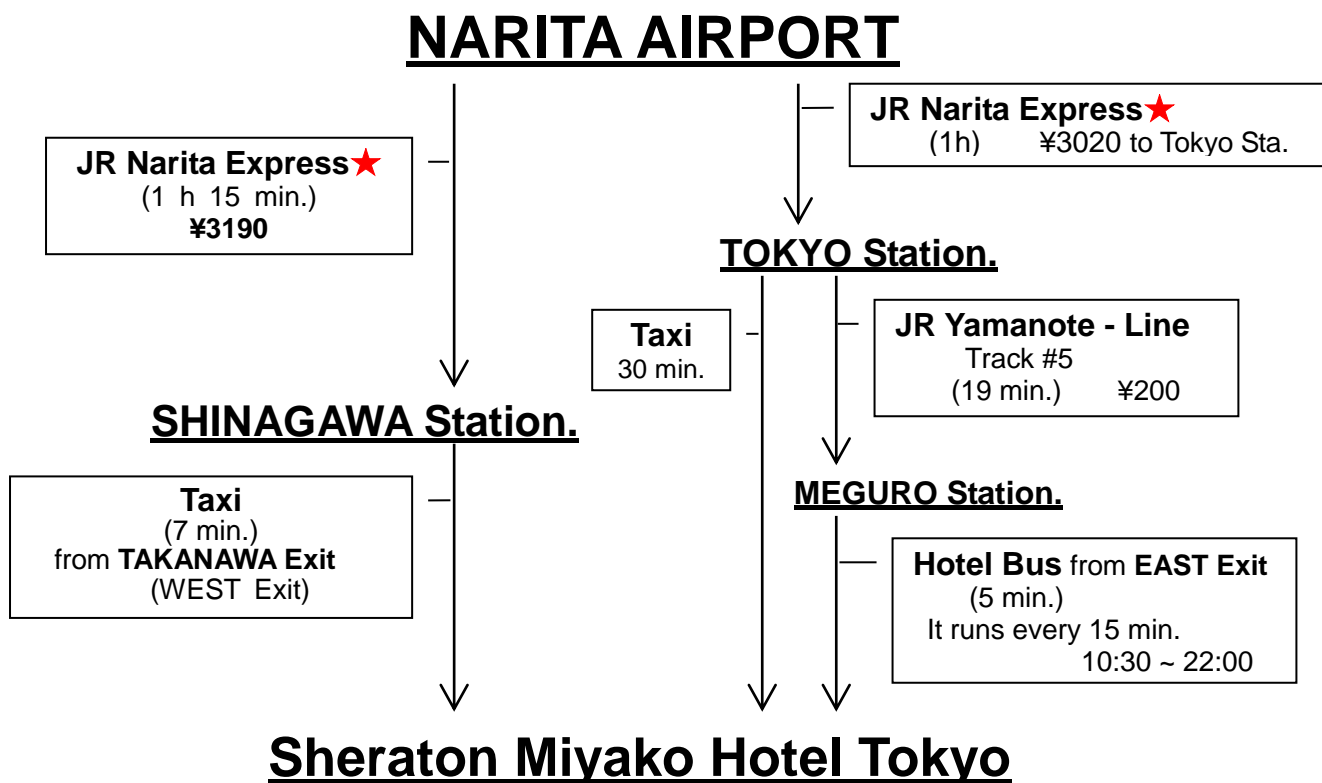 NARITA AIRPORT
JR Narita Express★
(1h) ¥3020 to Tokyo Sta.
JR Narita Express★
(1 h 15 min.)
¥3190
TOKYO Station.
Taxi
30 min.
JR Yamanote - Line
Track #5
(19 min.) ¥200
SHINAGAWA Station.
MEGURO Station.
Taxi
(7 min.)
from TAKANAWA Exit
(WEST Exit)
Hotel Bus from EAST Exit
(5 min.)
It runs every 15 min.
10:30 ~ 22:00
Sheraton Miyako Hotel Tokyo